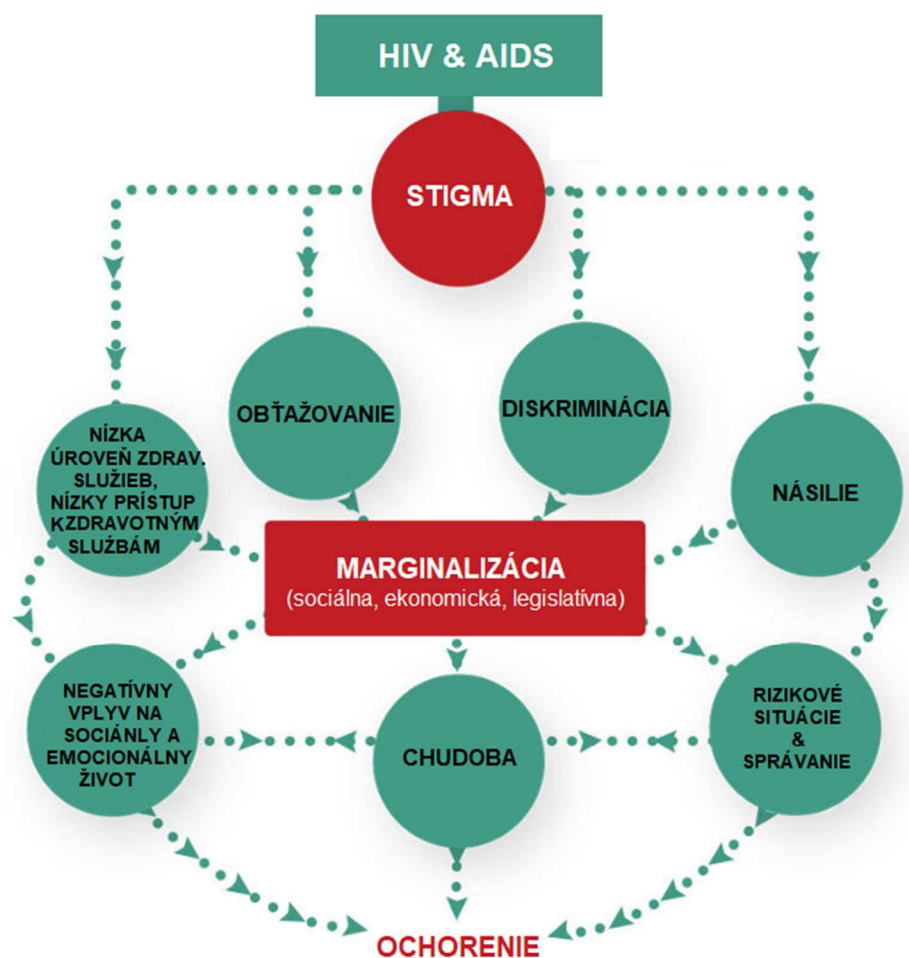 HIV & AIDS
STIGMA
OBŤAŽOVANIE
DISKRIMINÁCIA
NÍZKA
ÚROVEŇ ZDRAV.
SLUŽIEB,
NÍZKY PRÍSTUP
KZDRAVOTNÝM
SLUŽBÁM
NÁSILIE
MARGINALIZÁCIA
(sociálna, ekonomická, legislatívna)
NEGATÍVNY
VPLYV NA
SOCIÁNLY A
EMOCIONÁLNY
ŽIVOT
CHUDOBA
RIZIKOVÉ
SITUÁCIE
&
SPRÁVANIE
OCHORENIE